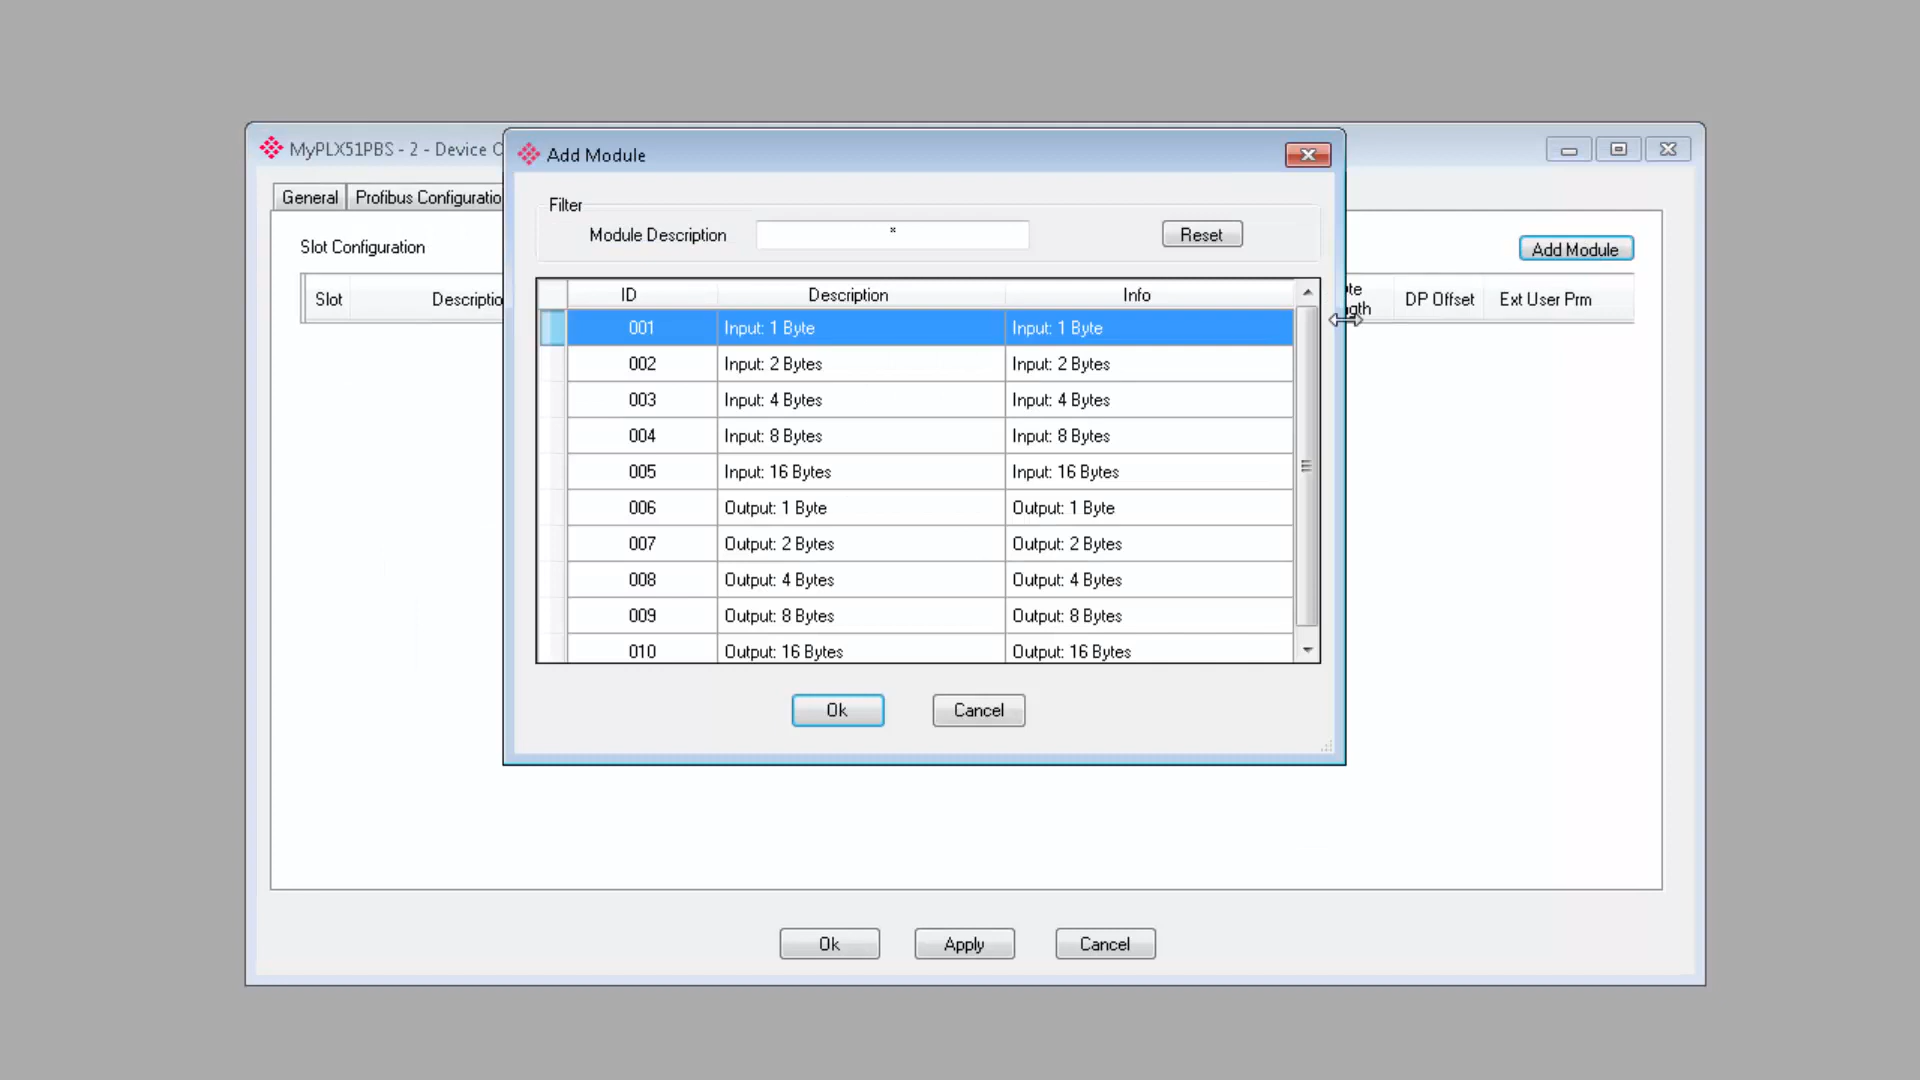 MyPLX51PBS - 2 - Device O
Add Module
General
Profibus Configuratio
Filter
Module Description
*
Reset
Slot Configuration
Add Module
Slot
Descriptio
DP Offset
Ext User Prm
ID Description Info
001 Input: 1 Byte Input: 1 Byte
002 Input: 2 Bytes Input: 2 Bytes
003 Input: 4 Bytes Input: 4 Bytes
004 Input: 8 Bytes Input: 8 Bytes
005 Input: 16 Bytes Input: 16 Bytes
006 Output: 1 Byte Output: 1 Byte
007 Output: 2 Bytes Output: 2 Bytes
008 Output: 4 Bytes Output: 4 Bytes
009 Output: 8 Bytes Output: 8 Bytes
010 Output: 16 Bytes Output: 16 Bytes
Ok Cancel
Ok Apply Cancel